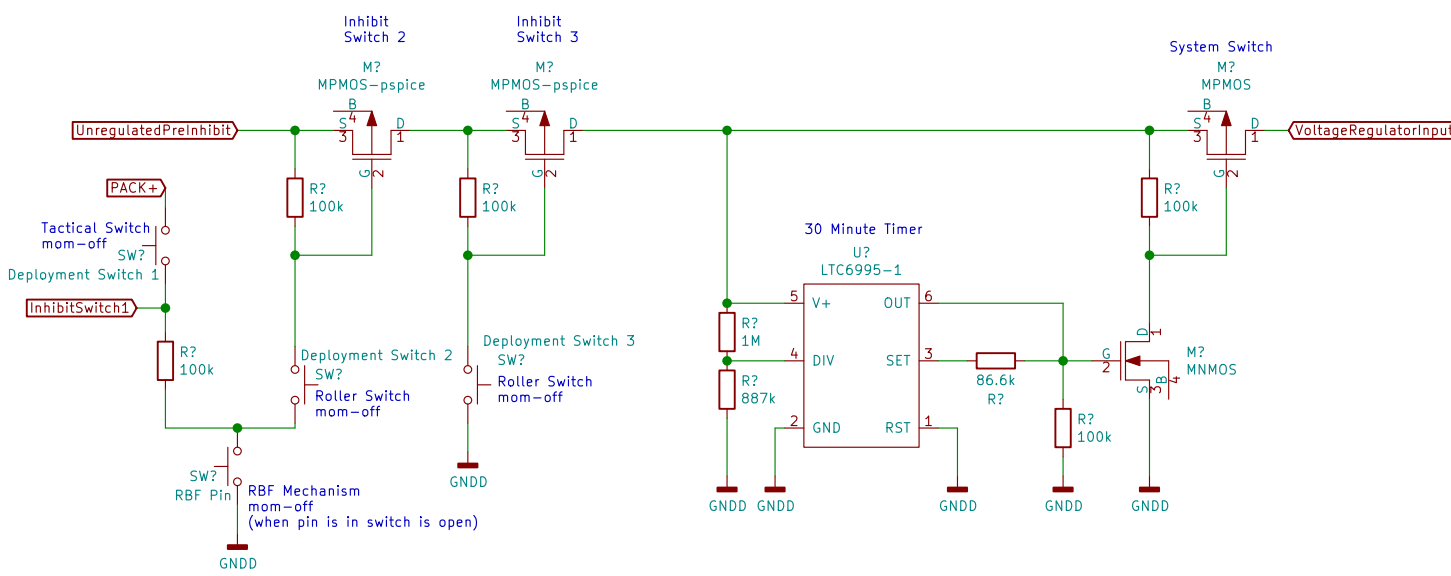 Inhibit
Switch 2
Inhibit
Switch 3
System Switch
M?
MPMOS-pspice
M?
MPMOS-pspice
M?
MPMOS
B
4
S
3
D
1
G
2
B
4
S
3
D
1
G
2
B
4
S
3
D
1
G
2
UnregulatedPreInhibit
VoltageRegulatorInput
PACK+
R?
100k
R?
100k
R?
100k
Tactical Switch
mom-off
SW?
Deployment Switch 1
InhibitSwitch1
30 Minute Timer
U?
LTC6995-1
5
V+
OUT
6
4
DIV
SET
3
2
GND
RST
1
R?
1M
R?
887k
86.6k
R?
R?
100k
D
1
G
2
S
3
B
4
M?
MNMOS
R?
100k
Deployment Switch 2
SW?
Roller Switch
mom-off
Deployment Switch 3
SW?
Roller Switch
mom-off
SW?
RBF Pin
RBF Mechanism
mom-off
(when pin is in switch is open)
GNDD
GNDD
GNDD
GNDD
GNDD
GNDD
GNDD